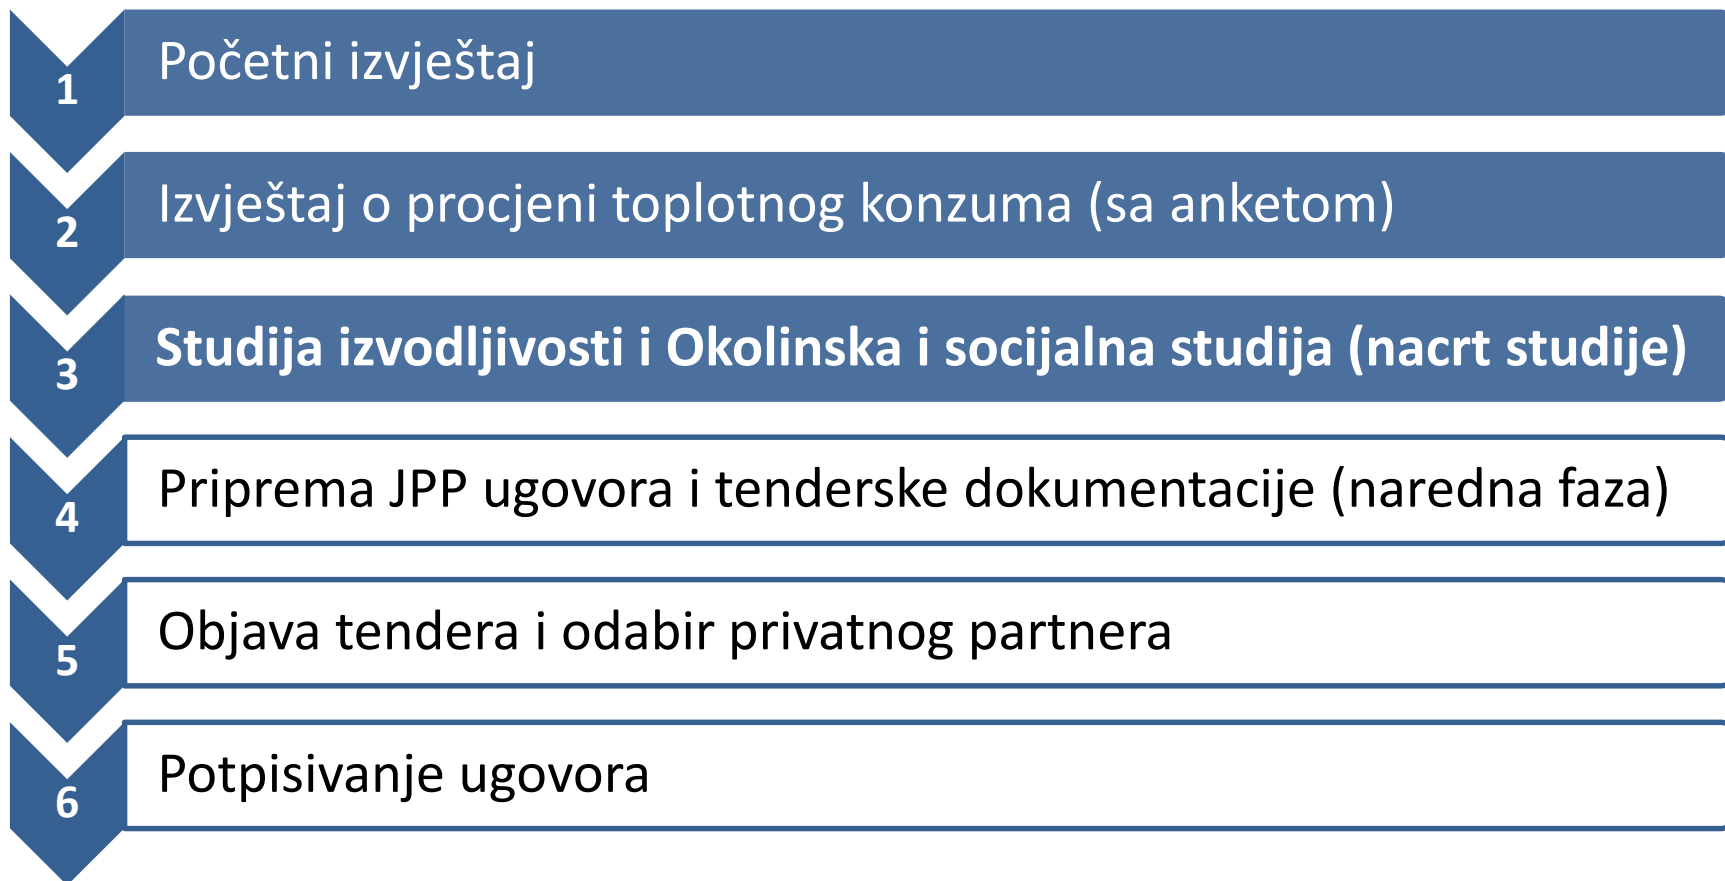 1 Početni izvještaj
2 Izvještaj o procjeni toplotnog konzuma (sa anketom)
3 Studija izvodljivosti i Okolinska i socijalna studija (nacrt studije)
4 Priprema JPP ugovora i tenderske dokumentacije (naredna faza)
5 Objava tendera i odabir privatnog partnera
6 Potpisivanje ugovora